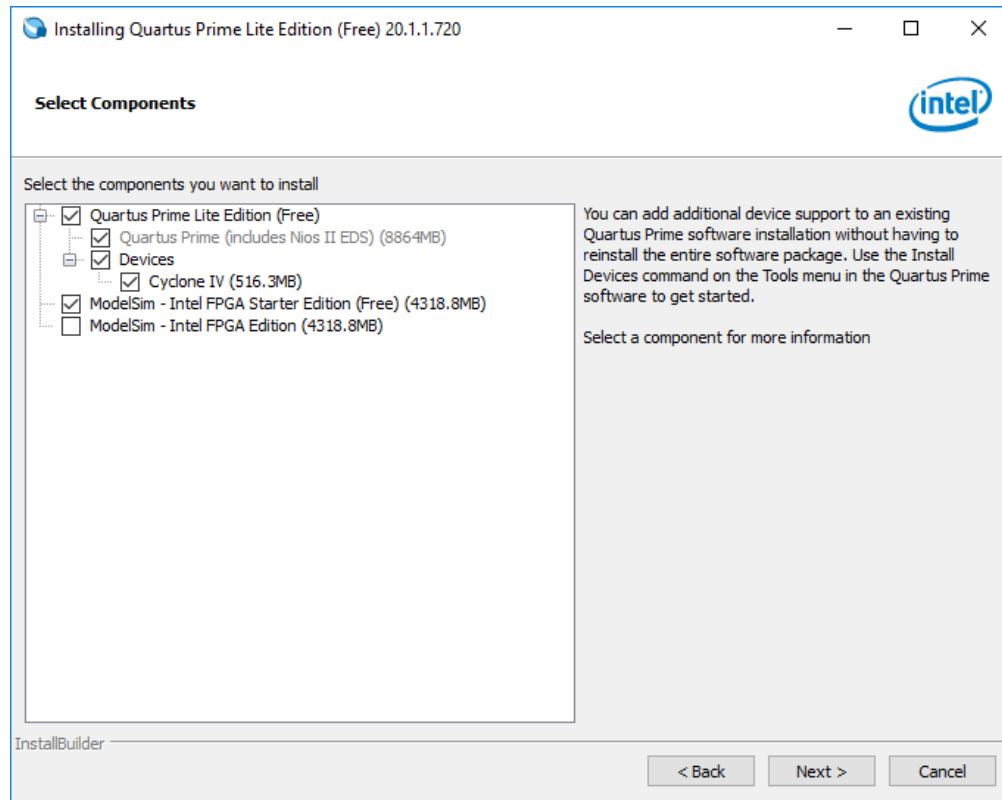 Installing Quartus Prime Lite Edition (Free) 20.1.1.720
Select Components
intel
Select the components you want to install
Quartus Prime Lite Edition (Free)
Quartus Prime (includes Nios II EDS) (8864MB)
Devices
Cyclone IV (516.3MB)
ModelSim - Intel FPGA Starter Edition (Free) (4318.8MB)
ModelSim - Intel FPGA Edition (4318.8MB)
You can add additional device support to an existing
Quartus Prime software installation without having to
reinstall the entire software package. Use the Install
Devices command on the Tools menu in the Quartus Prime
software to get started.
Select a component for more information
InstallBuilder
< Back
Next >
Cancel